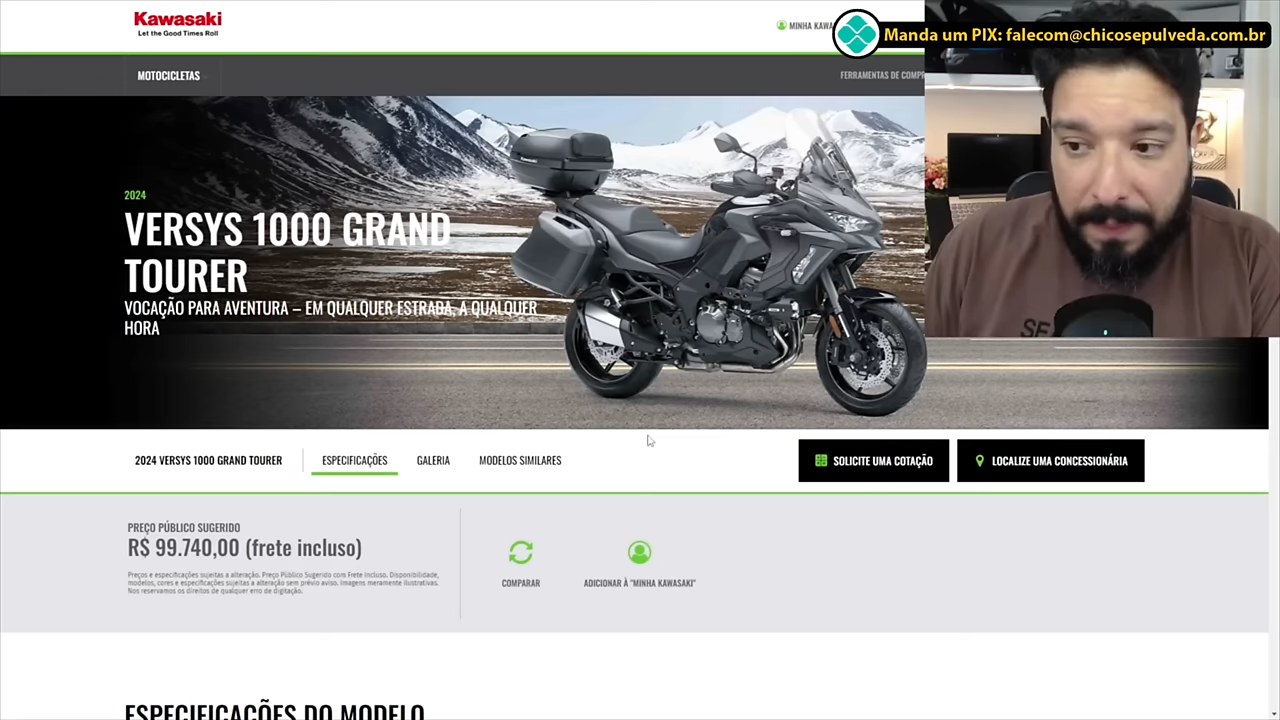 Kawasaki
Let the Good Times Roll
MINHA
Manda um PIX: falecom@chicosepulveda.com.br
MOTOCICLETAS
FERRAMENTAS DE
2024
VERSYS 1000 GRAND
TOURER
VOCAÇÃO PARA AVENTURA – EM QUALQUER ESTRADA, A QUALQUER
HORA
2024 VERSYS 1000 GRAND TOURER
ESPECIFICAÇÕES
GALERIA
MODELOS SIMILARES
SOLICITE UMA COTAÇÃO
LOCALIZE UMA CONCESSIONÁRIA
PREÇO PÚBLICO SUGERIDO
R$ 99.740,00 (frete incluso)
Preços e especificações sujeitas a alteração. Preço Público Sugerido com Frete Incluso. Disponibilidade,
modelos, cores e especificações sujeitas a alteração sem prévio aviso. Imagens meramente ilustrativas.
Nos reservamos os direitos de qualquer erro de digitação.
COMPARAR
ADICIONAR À "MINHA KAWASAKI"
ESPECIFICAÇÕES DO MODELO